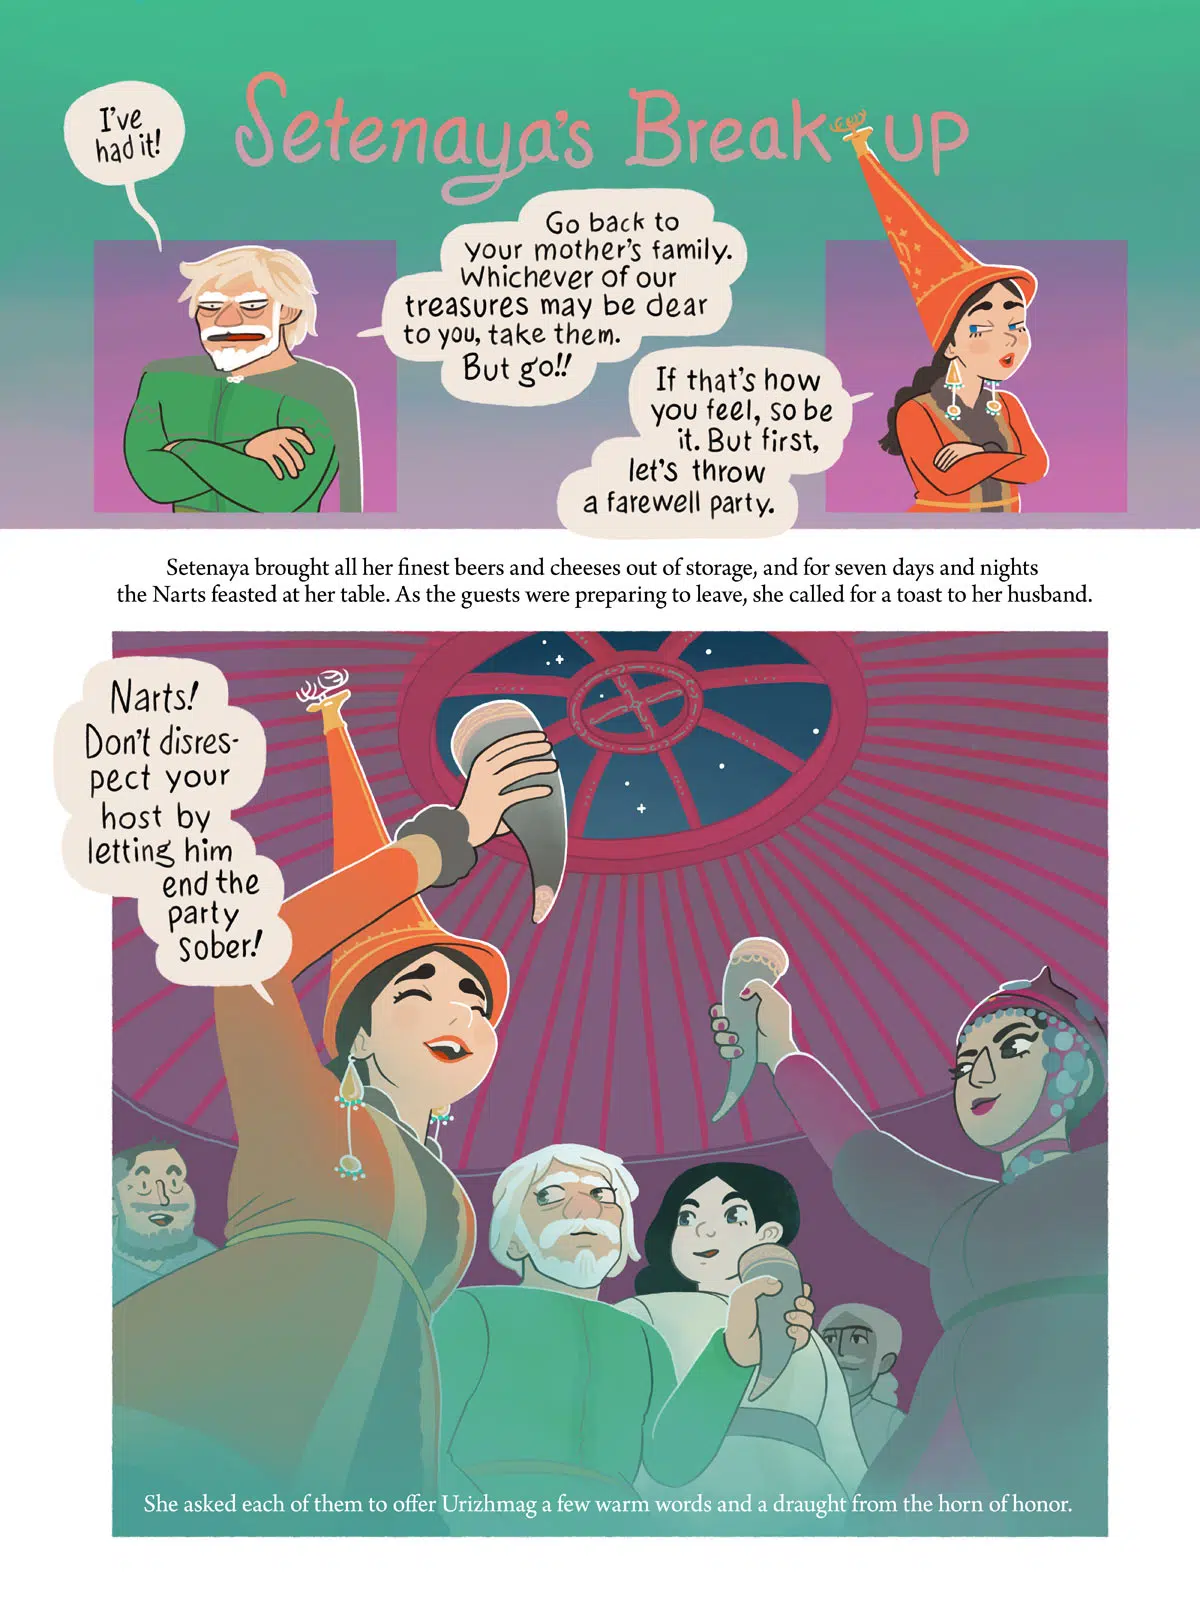 Setenaya's Break-up
I've
had it!
Go back to
your mother's family.
Whichever of our
treasures may be dear
to you, take them.
But go!!
If that's how
you feel, so be
it. But first,
let's throw
a farewell party.
Setenaya brought all her finest beers and cheeses out of storage, and for seven days and nights
the Narts feasted at her table. As the guests were preparing to leave, she called for a toast to her husband.
Narts!
Don't disres-
pect your
host by
letting him
end the
party
sober!
She asked each of them to offer Urizhmag a few warm words and a draught from the horn of honor.